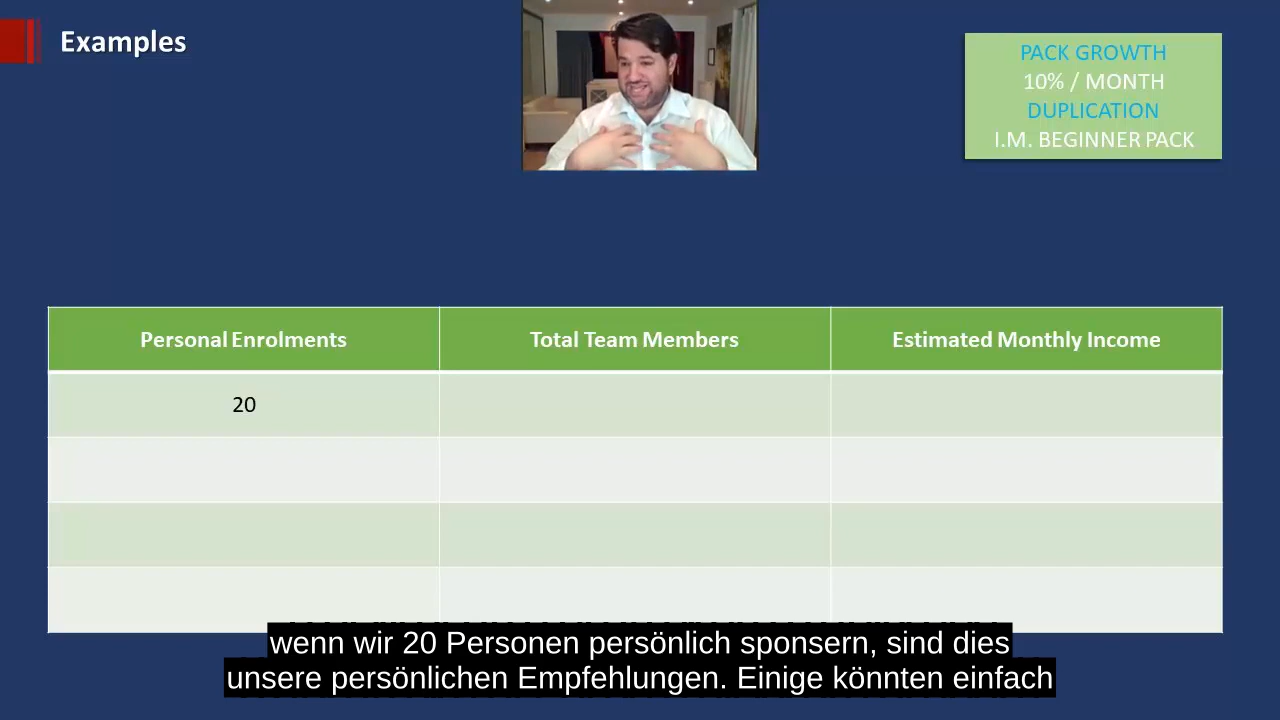 Examples
PACK GROWTH
10% / MONTH
DUPLICATION
I.M. BEGINNER PACK
Personal Enrolments
Total Team Members
Estimated Monthly Income
20
wenn wir 20 Personen persönlich sponsern, sind dies
unsere persönlichen Empfehlungen. Einige könnten einfach